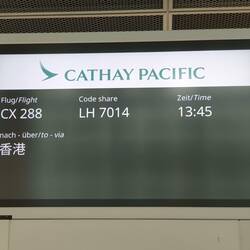 CATHAY PACIFIC
Flug/Flight Code share Zeit/Time
CX 288 LH 7014 13:45
nach - über/to - via
香港